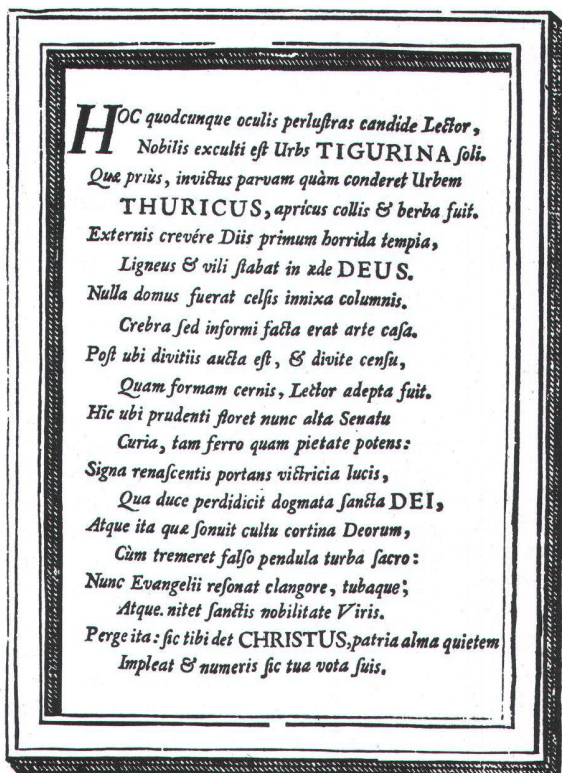 HOC quodcunque oculis perluſtras candide Lector,
Nobilis exculti eſt Urbs TIGURINA ſoli.
Quæ priùs, invictus parvam quàm conderet Urbem
THURICUS, apricus collis & herba fuit.
Externis crevére Diis primum horrida templa,
Ligneus & vili ſtabat in æde DEUS.
Nulla domus fuerat celſis innixa columnis.
Crebra ſed informi facta erat arte caſa.
Poſt ubi divitiis aucta eſt, & divite cenſu,
Quam formam cernis, Lector adepta fuit.
Hic ubi prudenti floret nunc alta Senatu
Curia, tam ferro quam pietate potens:
Signa renaſcentis portans victricia lucis,
Qua duce perdidicit dogmata ſancta DEI,
Atque ita quæ ſonuit cultu cortina Deorum,
Cùm tremeret falſo pendula turba ſacro:
Nunc Evangelii reſonat clangore, tubaque;
Atque. nitet ſanctis nobilitate Viris.
Perge ita: ſic tibi det CHRISTUS, patria alma quietem
Impleat & numeris ſic tua vota ſuis.